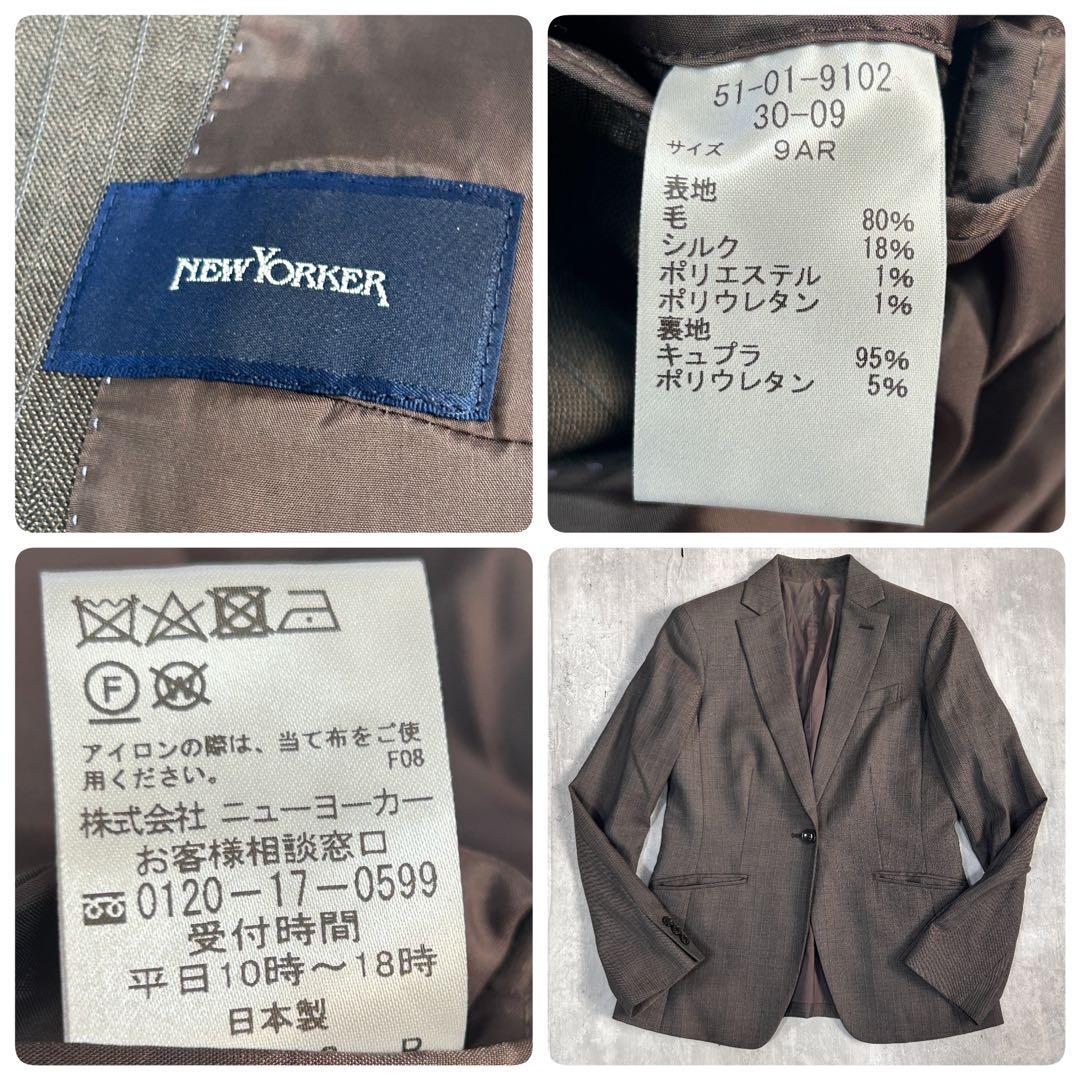 NEWYORKER
51-01-9102
30-09
サイズ 9AR
表地
毛 80%
シルク 18%
ポリエステル 1%
ポリウレタン 1%
裏地
キュプラ 95%
ポリウレタン 5%
F W
アイロンの際は、当て布をご使
用ください。 F08
株式会社 ニューヨーカー
お客様相談窓口
0120-17-0599
受付時間
平日10時～18時
日本製